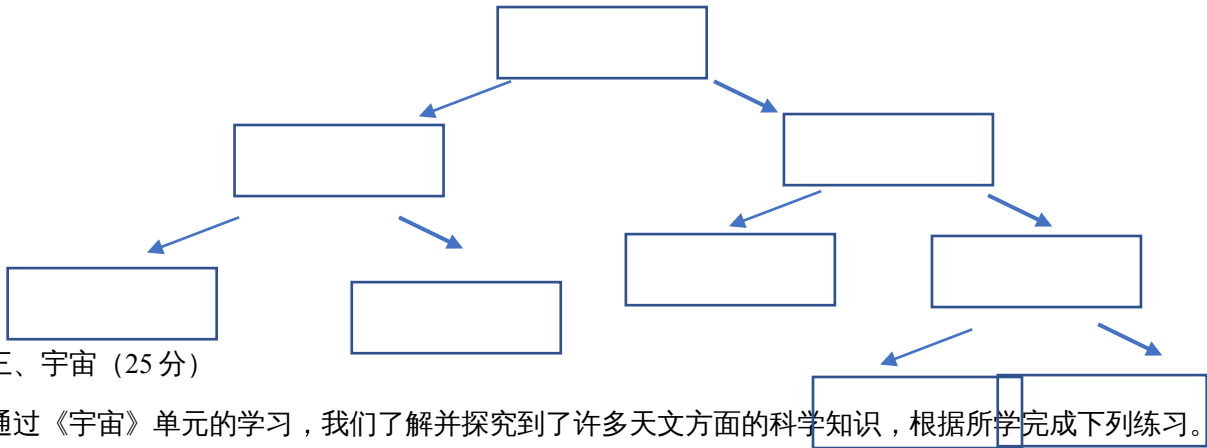 三、宇宙（25分）
通过《宇宙》单元的学习，我们了解并探究到了许多天文方面的科学知识，根据所学完成下列练习。